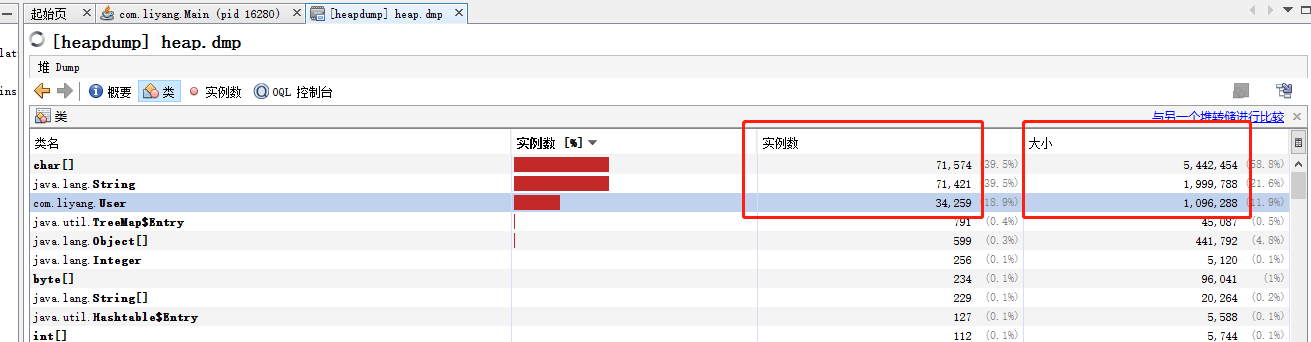 起始页 com.liyang.Main (pid 16280) [heapdump] heap.dmp
[heapdump] heap.dmp
lat
堆 Dump
ins
概要 类 实例数 OQL 控制台
类 与另一个堆转储进行比较
类名 实例数 [%] 实例数 大小
char[] 71,574 (39.5%) 5,442,454 (58.8%)
java.lang.String 71,421 (39.5%) 1,999,788 (21.6%)
com.liyang.User 34,259 (18.9%) 1,096,288 (11.9%)
java.util.TreeMap$Entry 791 (0.4%) 45,087 (0.5%)
java.lang.Object[] 599 (0.3%) 441,792 (4.8%)
java.lang.Integer 256 (0.1%) 5,120 (0.1%)
byte[] 234 (0.1%) 96,041 (1%)
java.lang.String[] 229 (0.1%) 20,264 (0.2%)
java.util.Hashtable$Entry 127 (0.1%) 5,588 (0.1%)
int[] 112 (0.1%) 5,744 (0.1%)